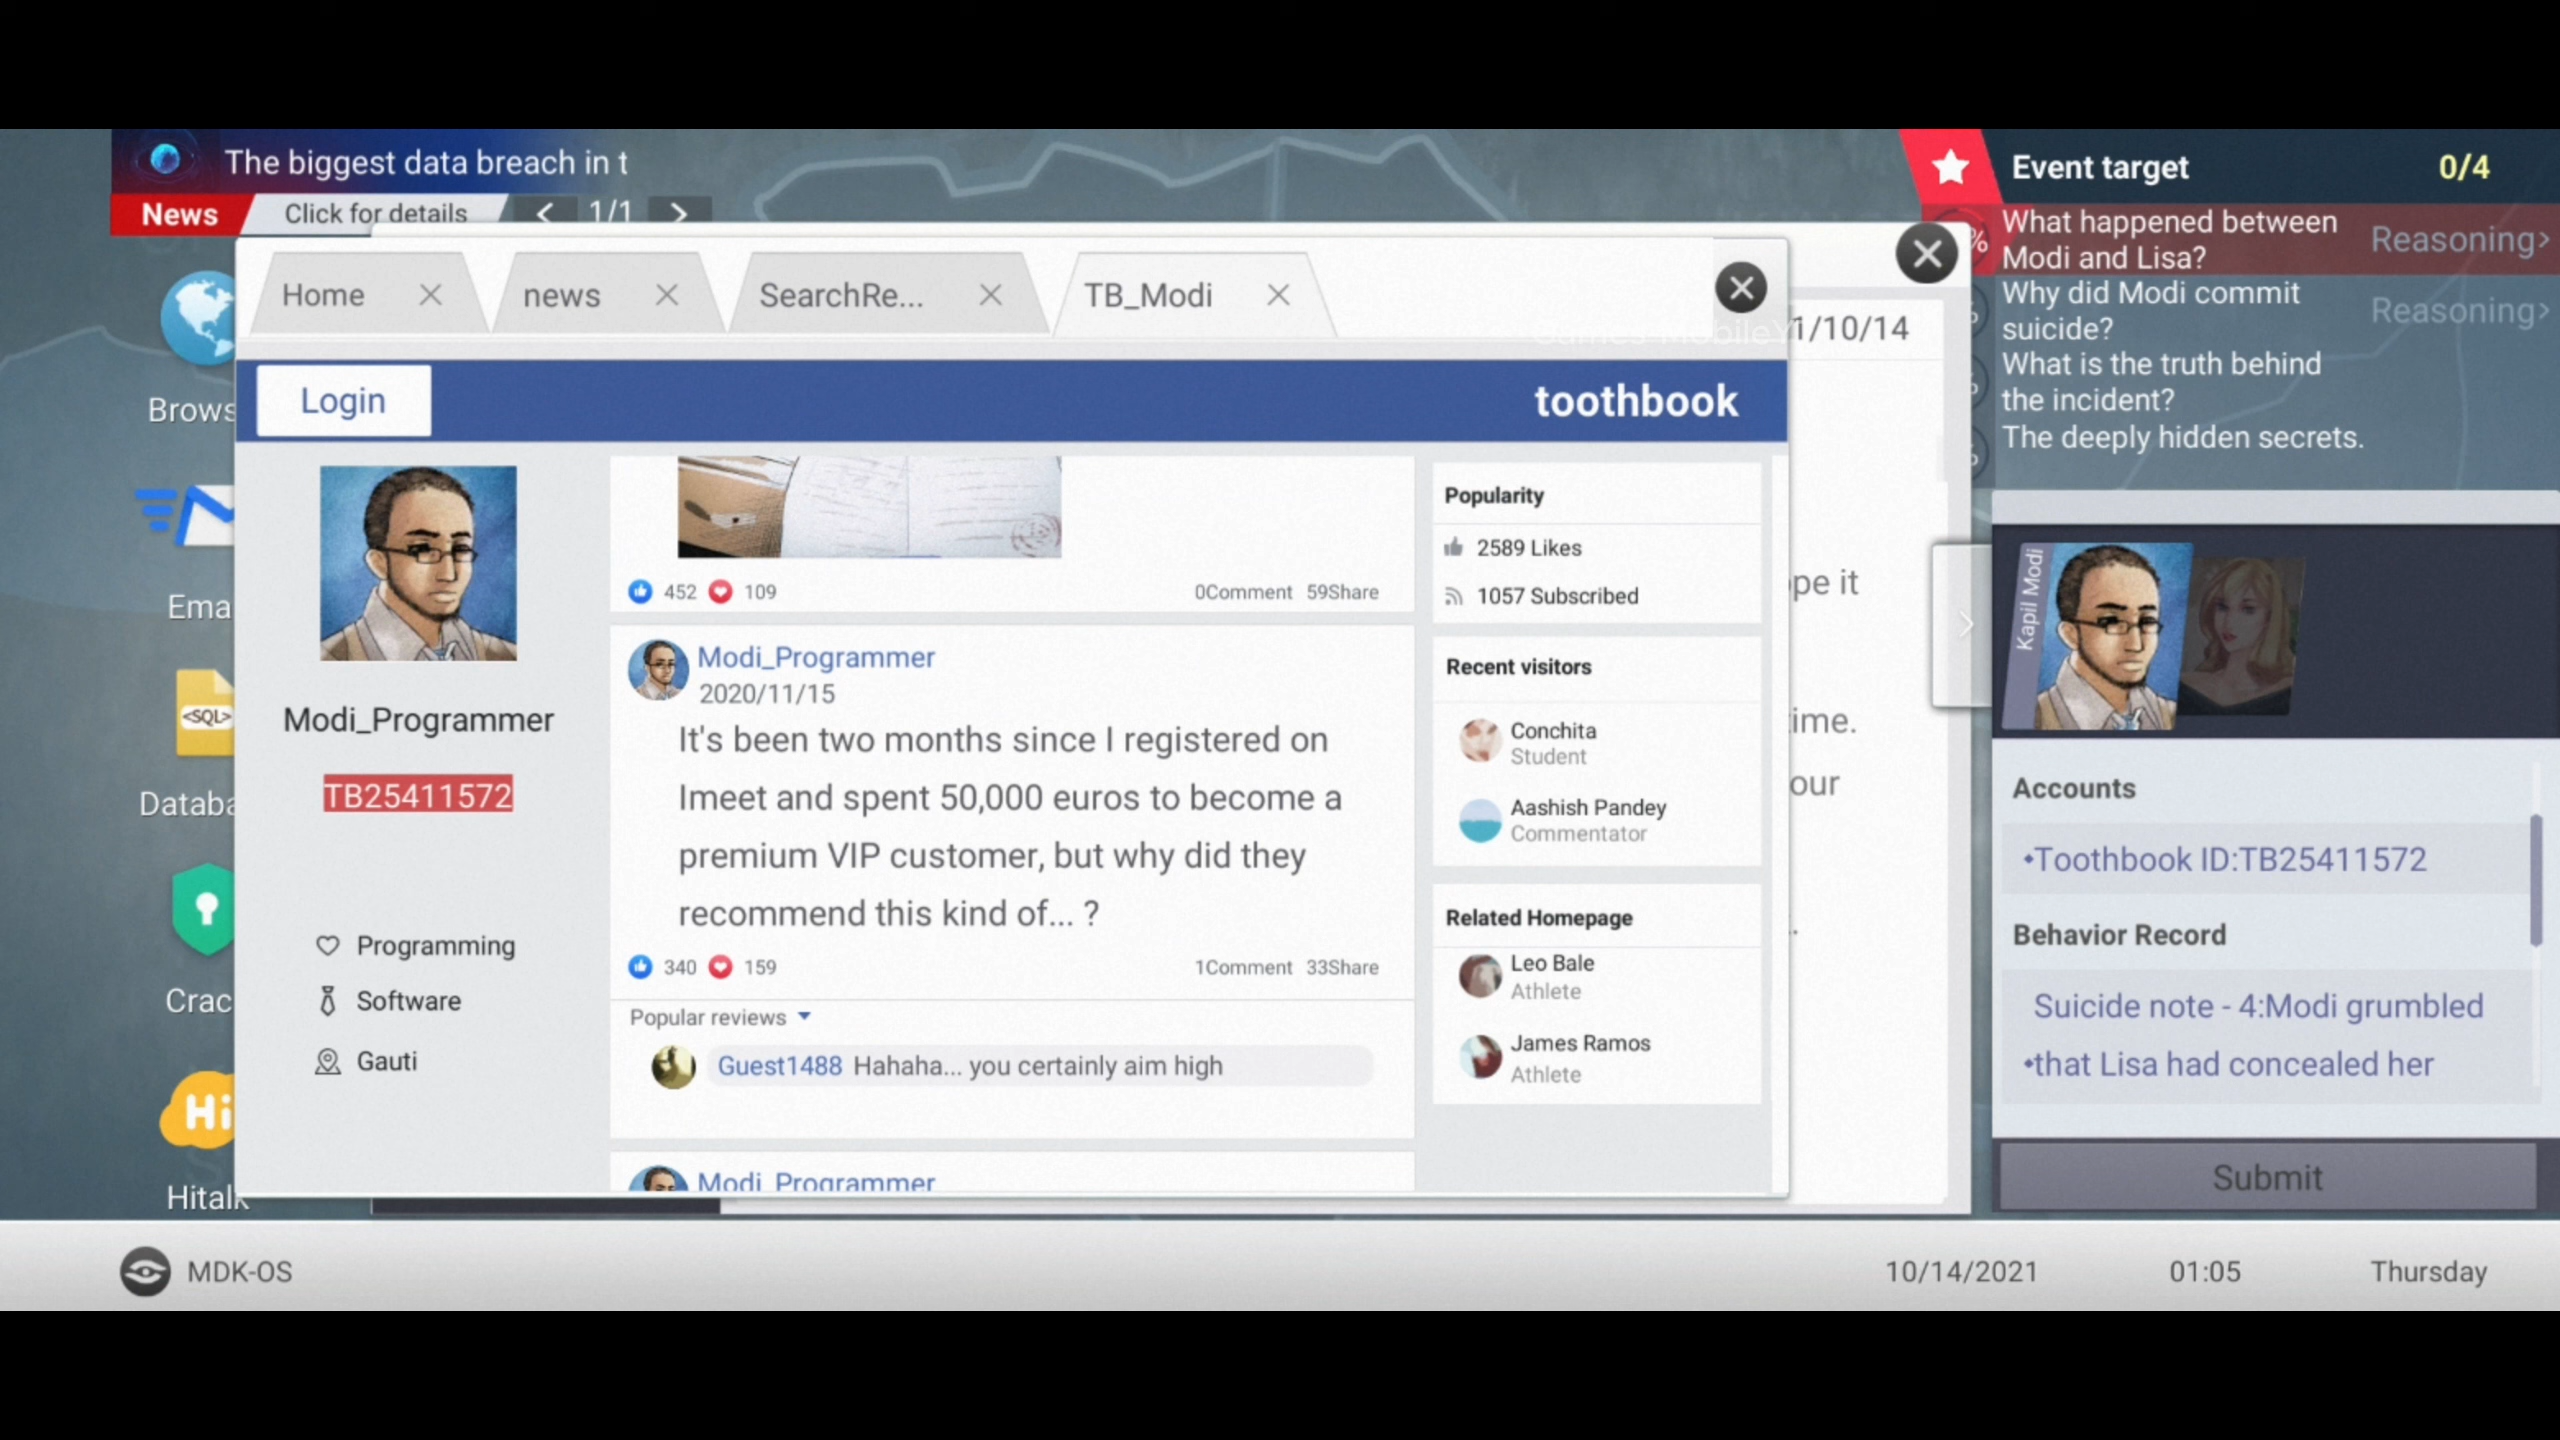 The biggest data breach in t
News
Click for details
1/1
Event target
0/4
What happened between
Modi and Lisa?
Reasoning>
Why did Modi commit
suicide?
Reasoning>
What is the truth behind
the incident?
The deeply hidden secrets.
Home
news
SearchRe...
TB_Modi
1/10/14
Games MobileY
Login
toothbook
Brows
Ema
<SQL>
Databa
Crac
Hi
Hitalk
Modi_Programmer
TB25411572
Programming
Software
Gauti
452
109
0Comment 59Share
Modi_Programmer
2020/11/15
It's been two months since I registered on
Imeet and spent 50,000 euros to become a
premium VIP customer, but why did they
recommend this kind of... ?
340
159
1Comment 33Share
Popular reviews
Guest1488 Hahaha... you certainly aim high
Modi_Programmer
Popularity
2589 Likes
1057 Subscribed
Recent visitors
Conchita
Student
Aashish Pandey
Commentator
Related Homepage
Leo Bale
Athlete
James Ramos
Athlete
pe it
ime.
our
Kapil Modi
Accounts
•Toothbook ID:TB25411572
Behavior Record
Suicide note - 4:Modi grumbled
•that Lisa had concealed her
Submit
MDK-OS
10/14/2021
01:05
Thursday